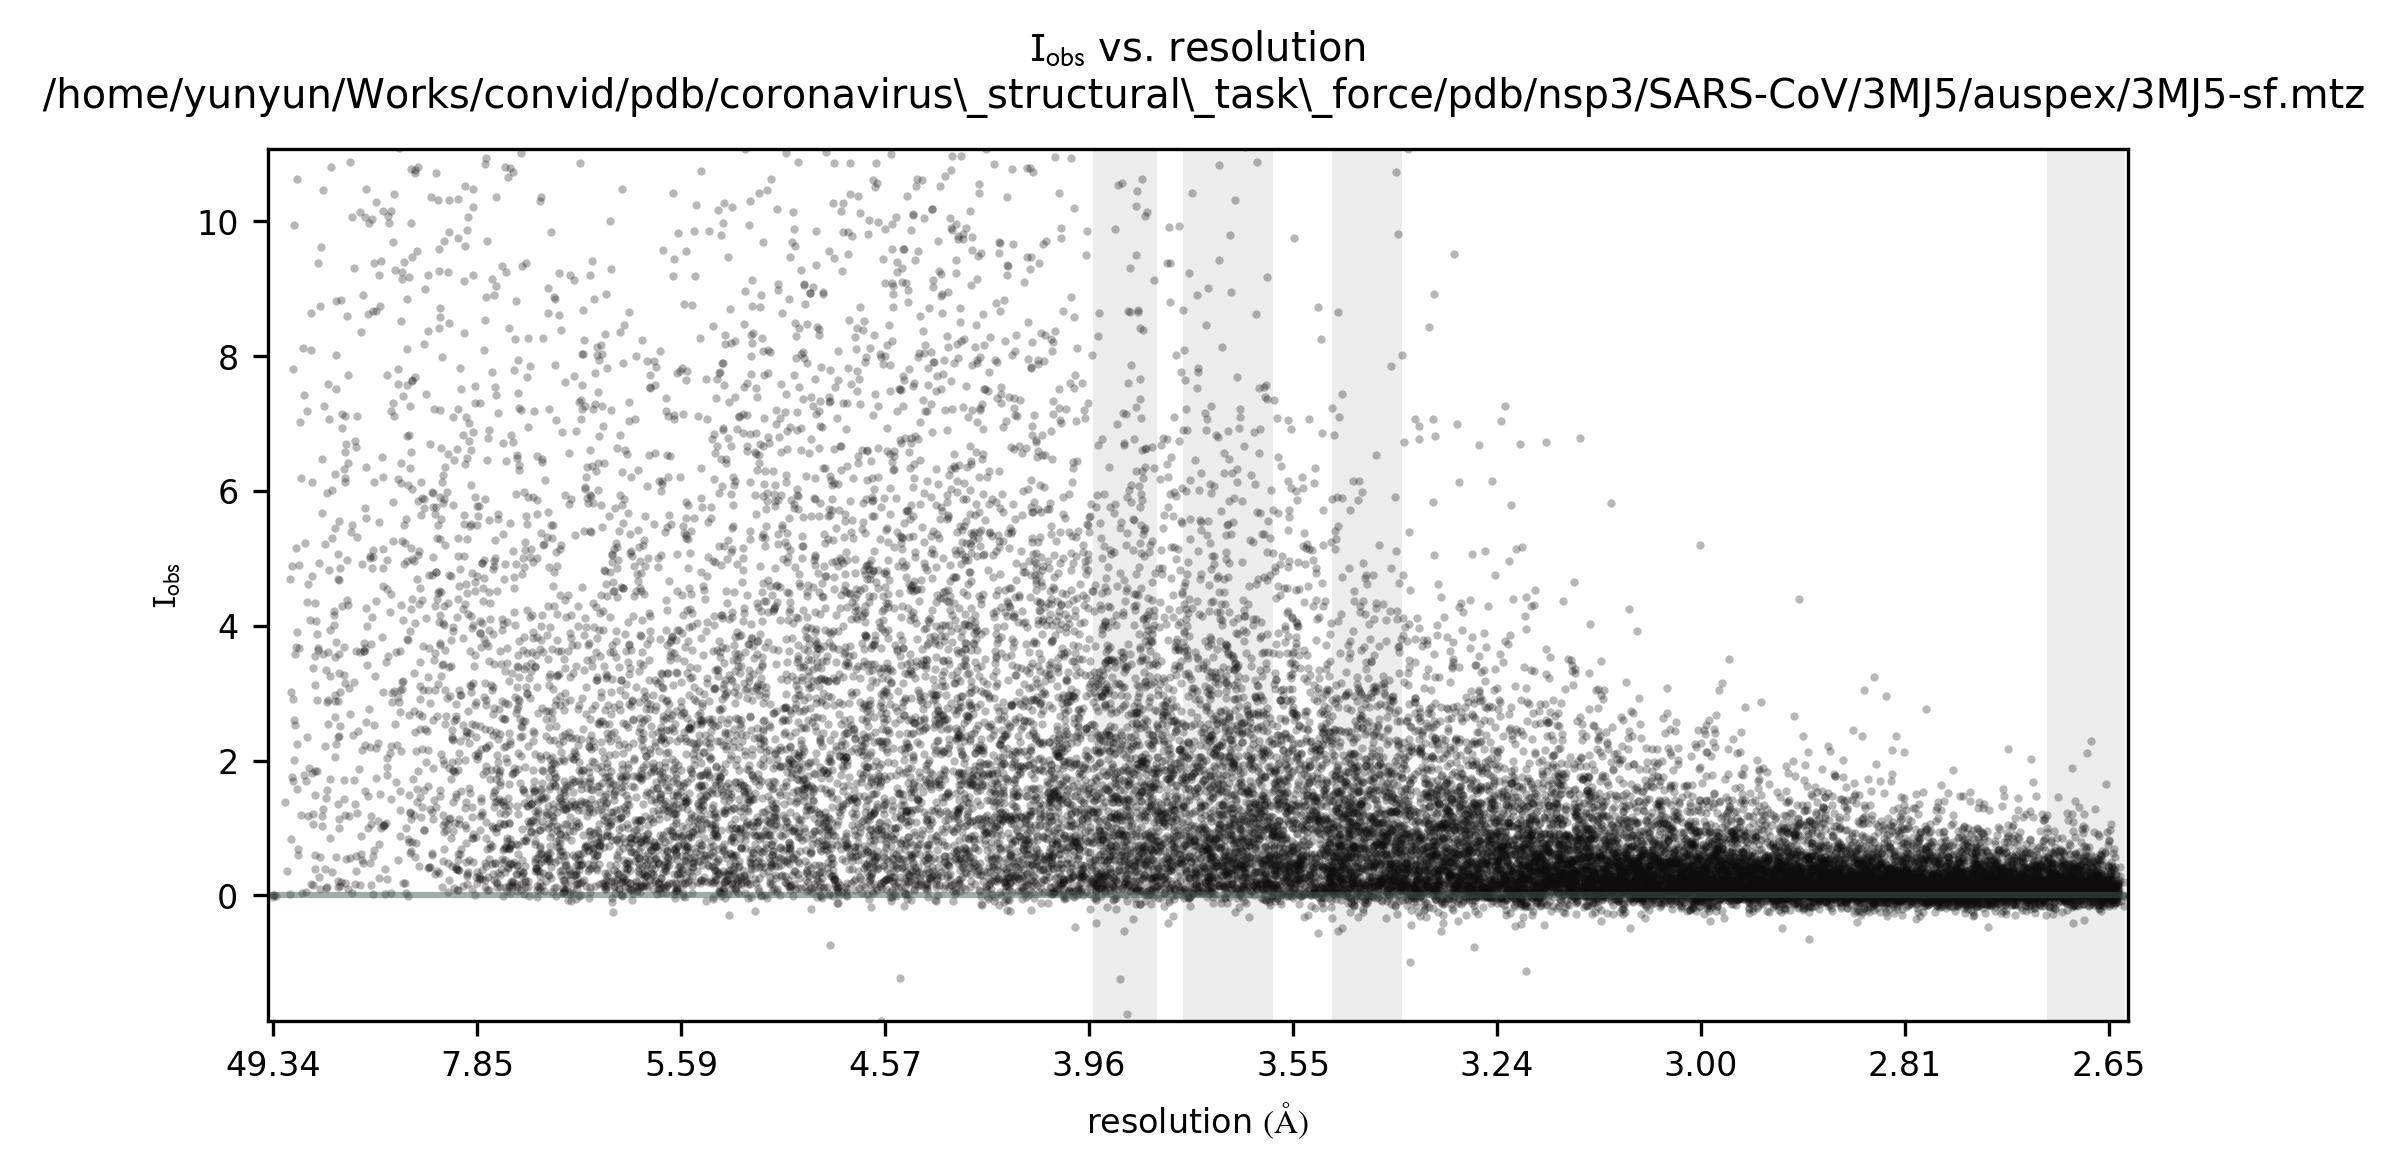 I_obs vs. resolution
/home/yunyun/Works/convid/pdb/coronavirus\_structural\_task\_force/pdb/nsp3/SARS-CoV/3MJ5/auspex/3MJ5-sf.mtz
10
8
6
4
2
0
I_obs
49.34 7.85 5.59 4.57 3.96 3.55 3.24 3.00 2.81 2.65
resolution (Å)